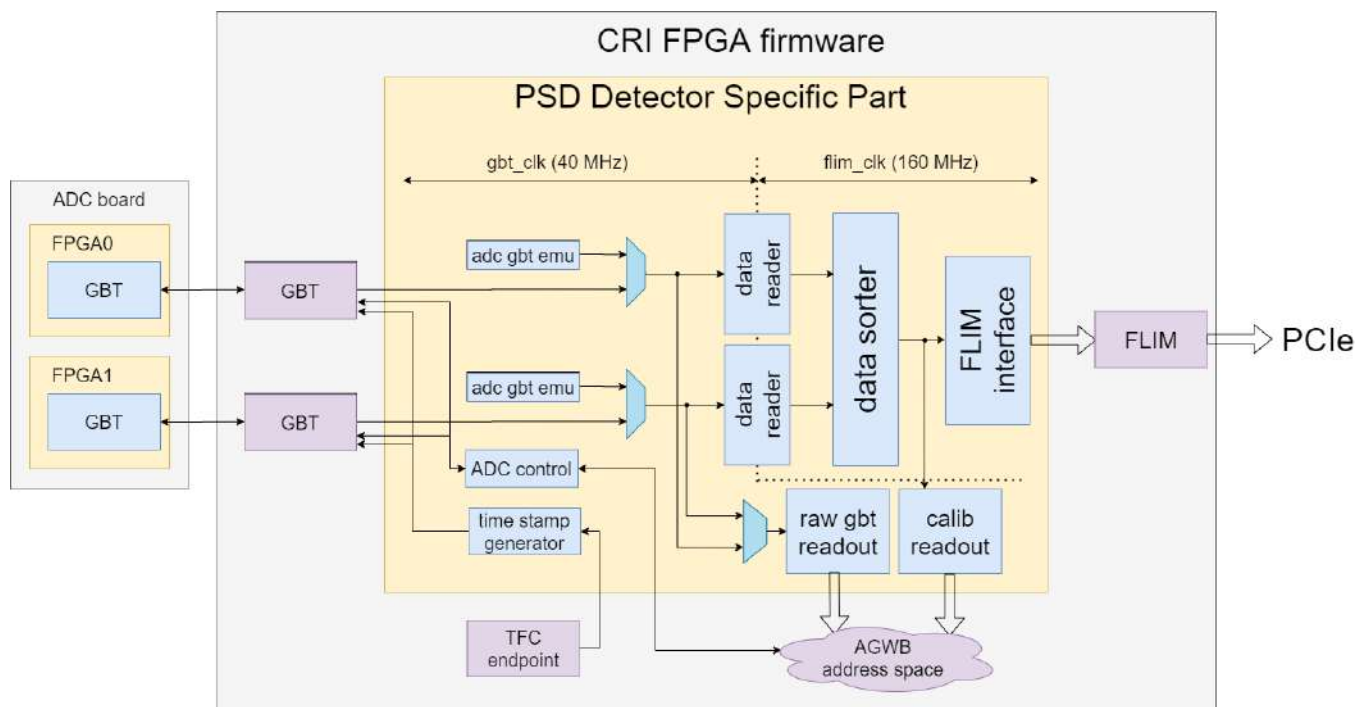 CRI FPGA firmware
PSD Detector Specific Part
gbt_clk (40 MHz)
flim_clk (160 MHz)
ADC board
FPGA0
GBT
GBT
adc gbt emu
data
reader
data sorter
FLIM
interface
FLIM
PCIe
FPGA1
GBT
GBT
adc gbt emu
data
reader
ADC control
time stamp
generator
raw gbt
readout
calib
readout
TFC
endpoint
AGWB
address space